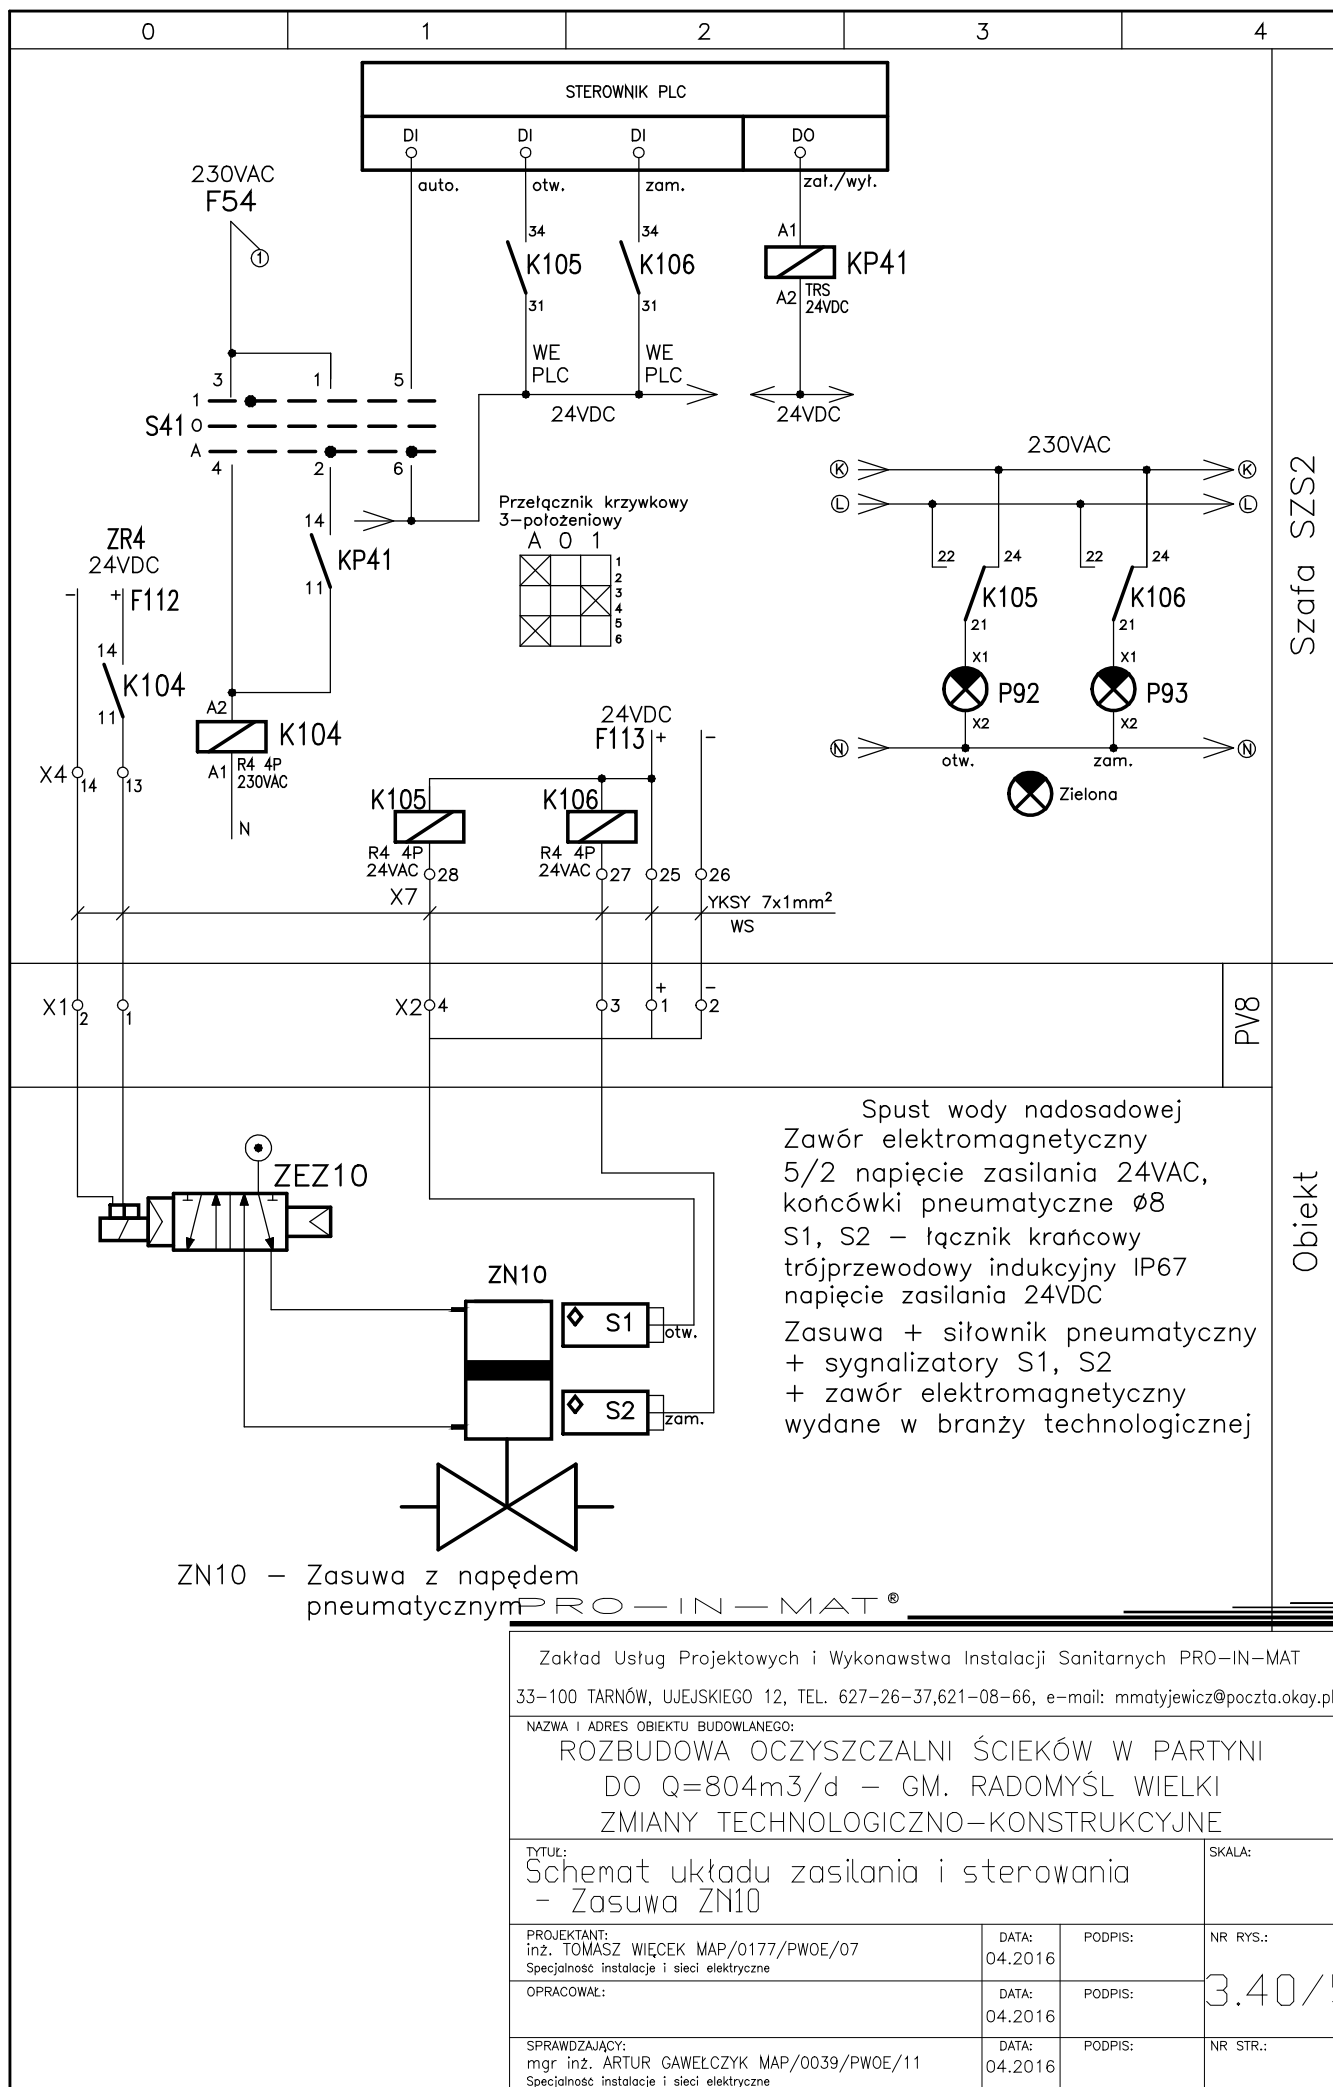 0 1 2 3 4
STEROWNIK PLC
DI DI DI DO
auto. otw. zam. zał./wył.
230VAC
F54
1
34 34 A1
K105 K106 KP41
31 31 A2 TRS
24VDC
WE WE
PLC PLC
24VDC 24VDC
3 1 5
1
S41 0
A
4 2 6
230VAC
K K
L L
Przełącznik krzywkowy
3-położeniowy
A 0 1
1
2
3
4
5
6
14
KP41
11
ZR4
24VDC
- + F112
14
K104
11
A2
K104
A1 R4 4P
230VAC
N
X4 14 13
22 24 22 24
K105 K106
21 21
X1 X1
P92 P93
X2 X2
N N
otw. zam.
Zielona
24VDC
F113 + -
K105 K106
R4 4P R4 4P
24VAC 28 24VAC 27 25 26
X7
YKSY 7x1mm²
WS
Szafa SZS2
X1 2 1 X2 4 3 + 1 - 2
PV8
Obiekt
Spust wody nadosadowej
Zawór elektromagnetyczny
5/2 napięcie zasilania 24VAC,
końcówki pneumatyczne Ø8
S1, S2 – łącznik krańcowy
trójprzewodowy indukcyjny IP67
napięcie zasilania 24VDC
Zasuwa + siłownik pneumatyczny
+ sygnalizatory S1, S2
+ zawór elektromagnetyczny
wydane w branży technologicznej
ZEZ10
ZN10
S1
otw.
S2
zam.
ZN10 – Zasuwa z napędem
pneumatycznym
PRO-IN-MAT®
Zakład Usług Projektowych i Wykonawstwa Instalacji Sanitarnych PRO-IN-MAT
33-100 TARNÓW, UJEJSKIEGO 12, TEL. 627-26-37,621-08-66, e-mail: mmatyjewicz@poczta.okay.pl
NAZWA I ADRES OBIEKTU BUDOWLANEGO:
ROZBUDOWA OCZYSZCZALNI ŚCIEKÓW W PARTYNI
DO Q=804m3/d – GM. RADOMYŚL WIELKI
ZMIANY TECHNOLOGICZNO-KONSTRUKCYJNE
TYTUŁ:
Schemat układu zasilania i sterowania
- Zasuwa ZN10
SKALA:
PROJEKTANT:
inż. TOMASZ WIĘCEK MAP/0177/PWOE/07
Specjalność instalacje i sieci elektryczne
DATA:
04.2016
PODPIS:
NR RYS.:
3.40/
OPRACOWAŁ:
DATA:
04.2016
PODPIS:
SPRAWDZAJĄCY:
mgr inż. ARTUR GAWEŁCZYK MAP/0039/PWOE/11
Specjalność instalacje i sieci elektryczne
DATA:
04.2016
PODPIS:
NR STR.: